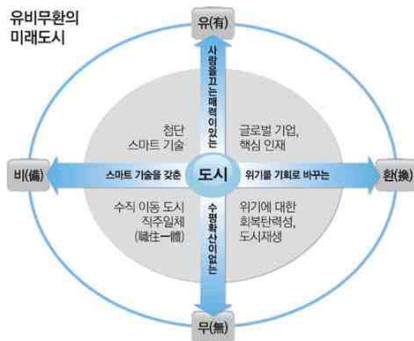 유비무환의
미래도시
유(有)
사람을끄는매력이있는
첨단
스마트 기술
글로벌 기업,
핵심 인재
비(備)
스마트 기술을 갖춘
도시
위기를 기회로 바꾸는
환(換)
수직 이동 도시
직주일체
(職住一體)
수평확산이없는
위기에 대한
회복탄력성,
도시재생
무(無)